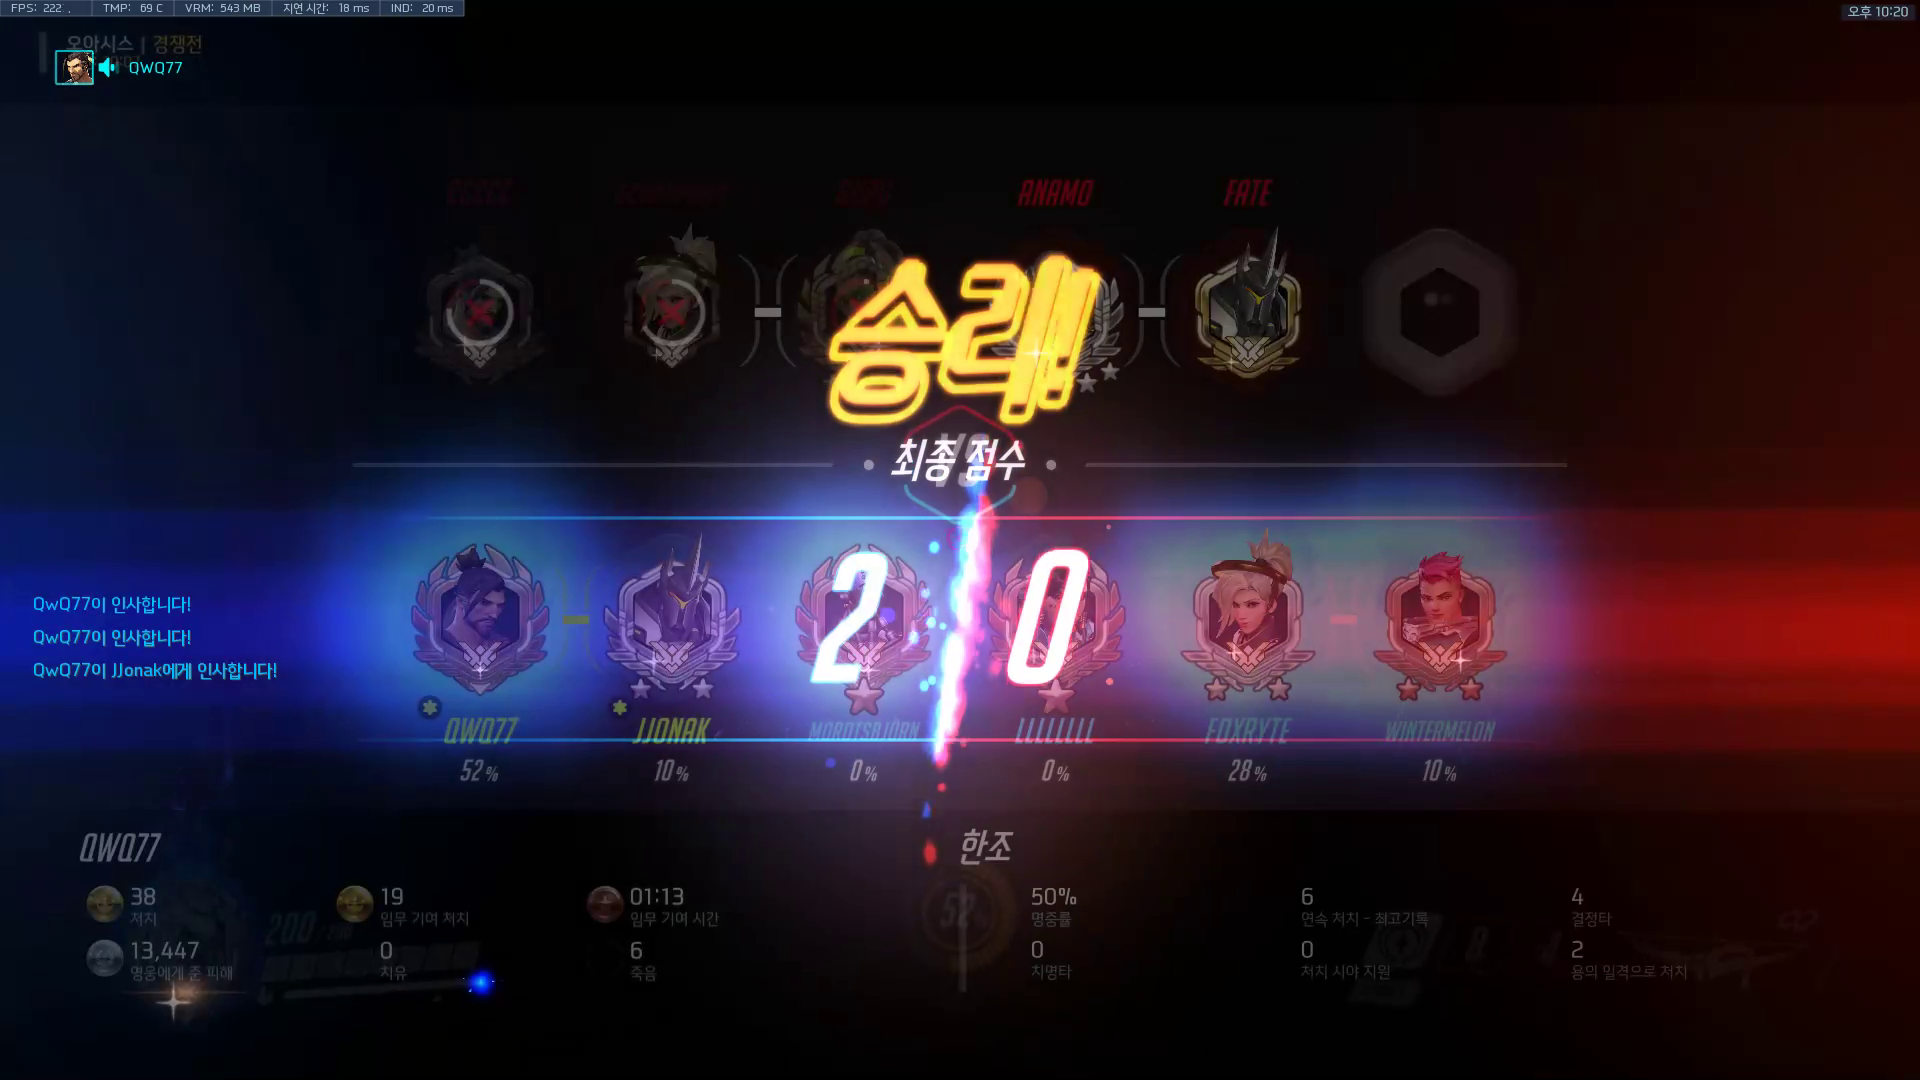 FPS: 222 TMP: 69 C VRM: 543 MB 지연 시간: 18 ms IND: 20 ms
오후 10:20
오아시스 | 경쟁전
QWQ77
ANAMO FATE
승리!
최종 점수
2 0
QwQ77이 인사합니다!
QwQ77이 인사합니다!
QwQ77이 JJonak에게 인사합니다!
QWQ77 JJONAK MOROTSBJORN LLLLLLLL FOXRYTE WINTERMELON
52% 10% 0% 0% 28% 10%
QWQ77 한조
38 19 01:13 50% 6 4
처치 임무 기여 처치 임무 기여 시간 명중률 연속 처치 - 최고기록 결정타
13,447 0 6 0 0 2
영웅에게 준 피해 치유 죽음 치명타 처치 시야 지원 용의 일격으로 처치